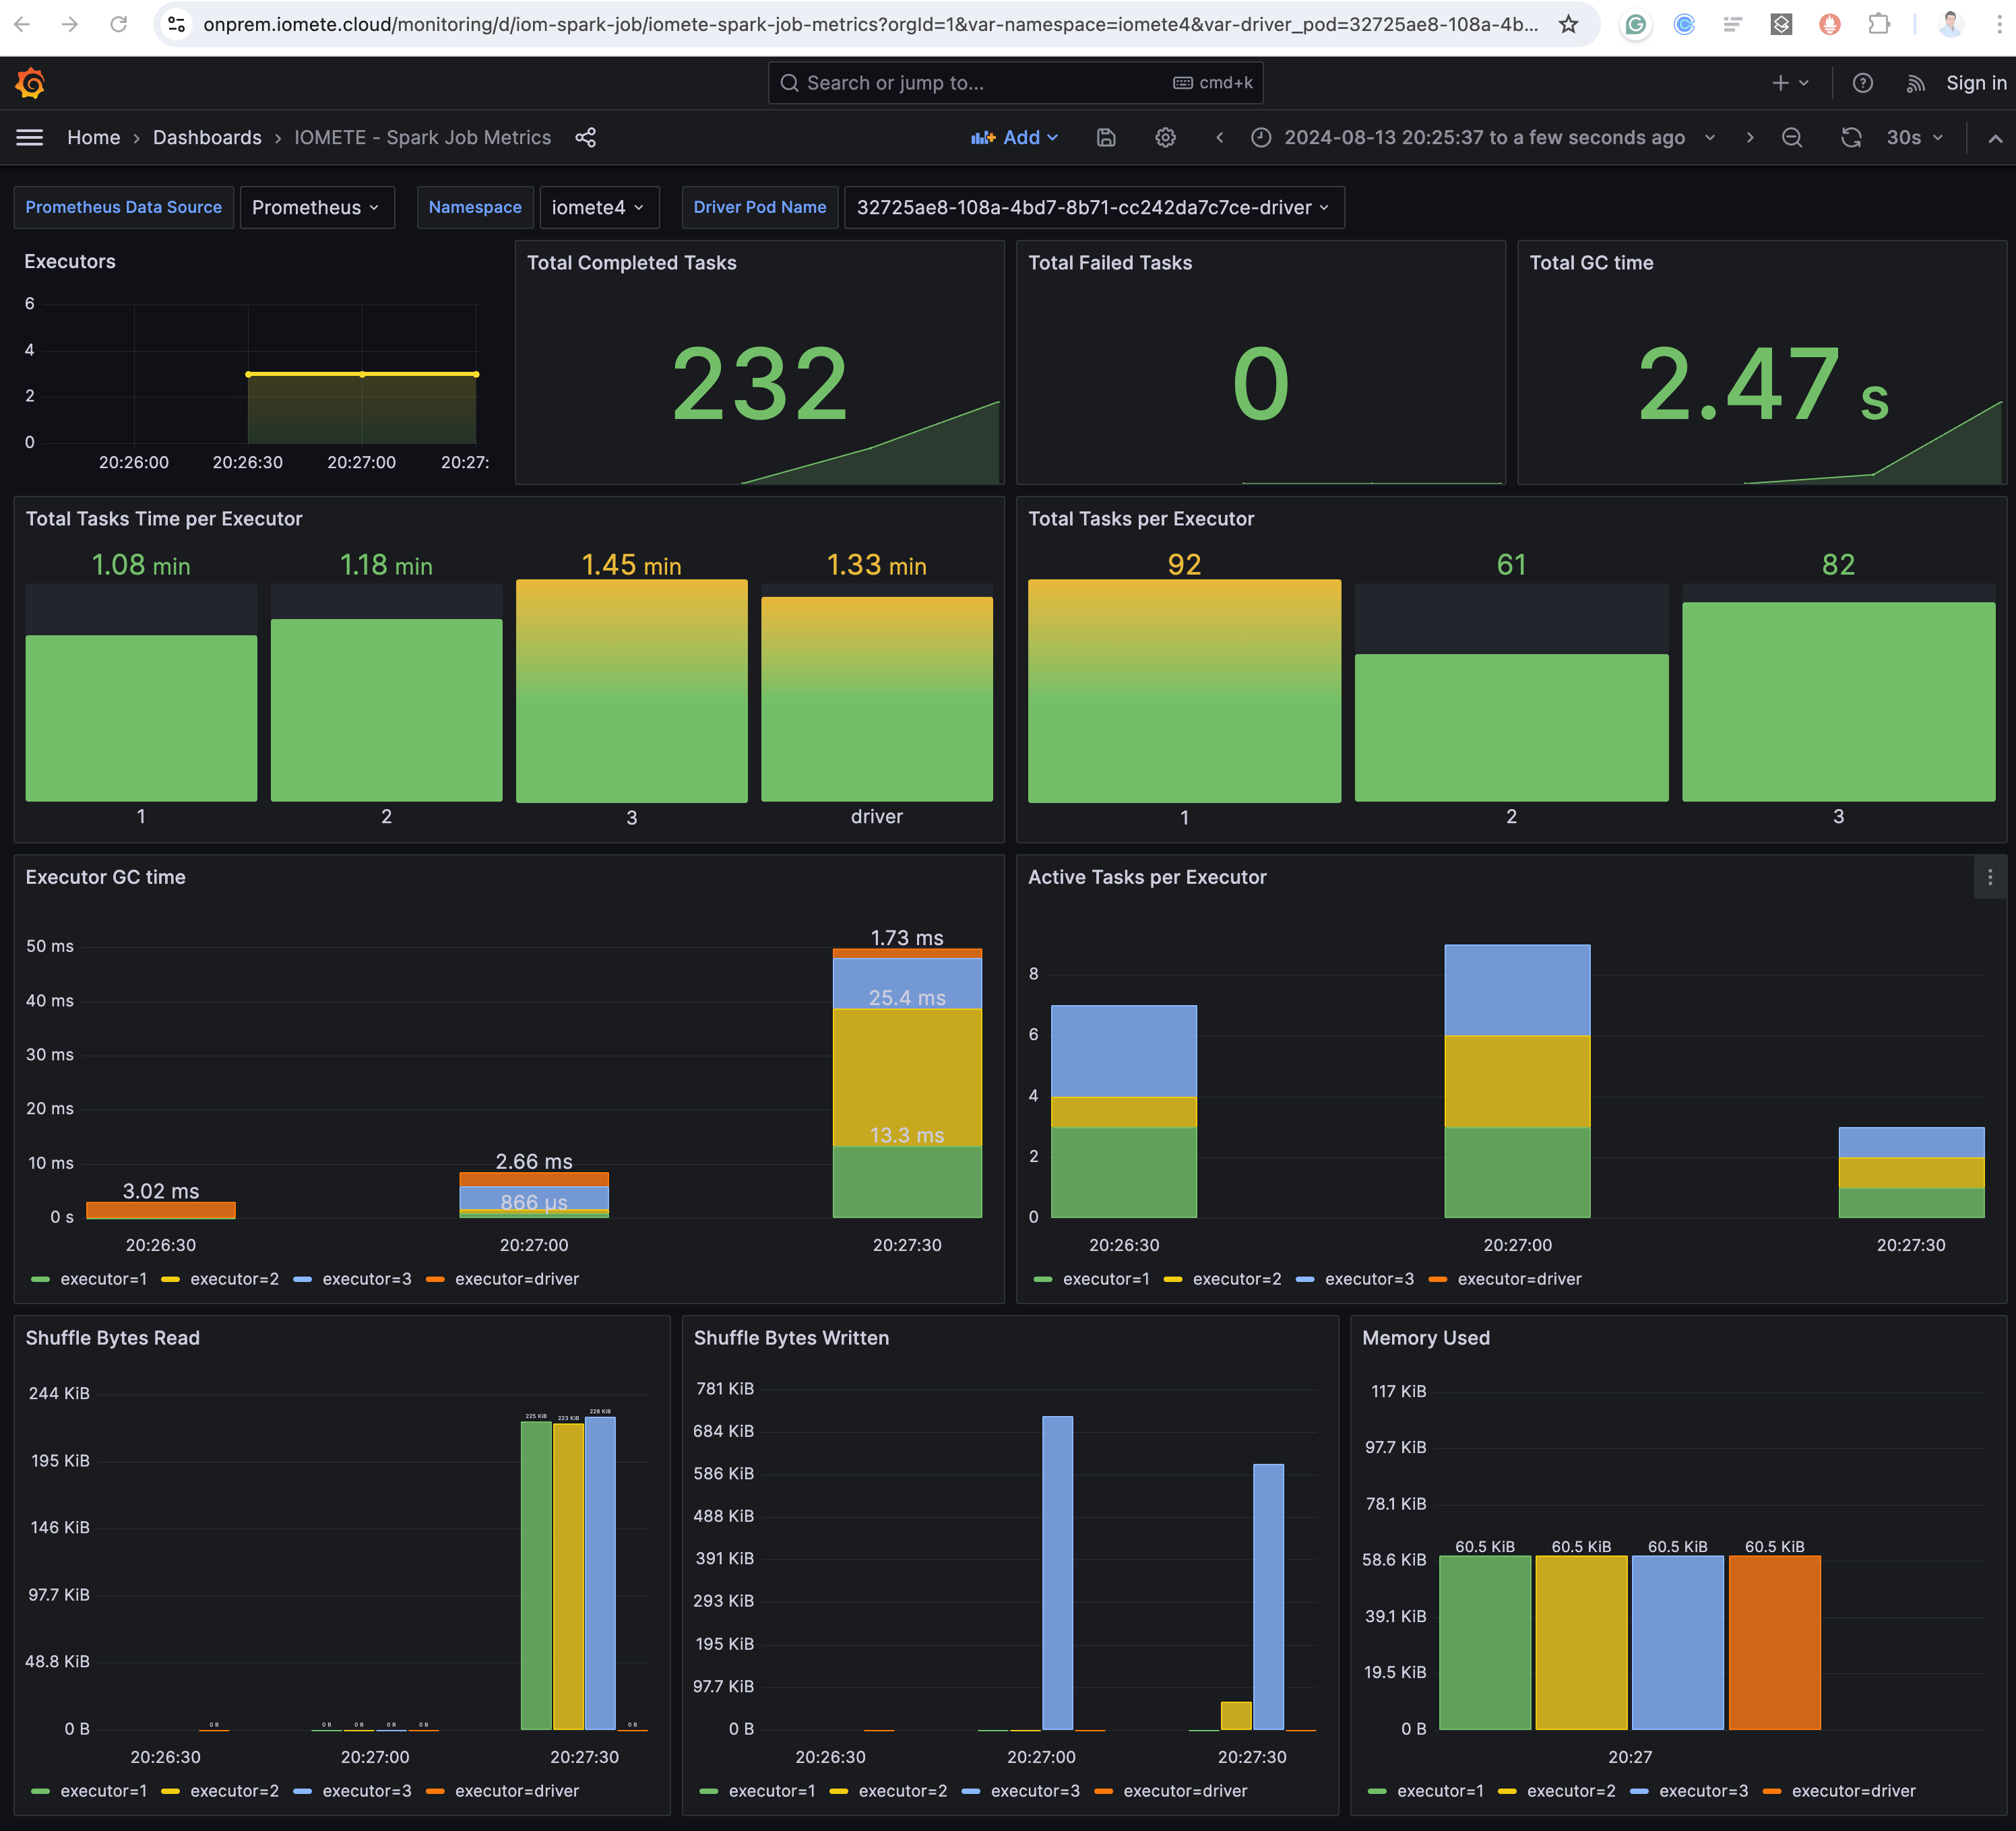 onprem.iomete.cloud/monitoring/d/iom-spark-job/iomete-spark-job-metrics?orgId=1&var-namespace=iomete4&var-driver_pod=32725ae8-108a-4b...
Search or jump to... cmd+k
Sign in
Home › Dashboards › IOMETE - Spark Job Metrics
Add
2024-08-13 20:25:37 to a few seconds ago
30s
Prometheus Data Source Prometheus Namespace iomete4 Driver Pod Name 32725ae8-108a-4bd7-8b71-cc242da7c7ce-driver
Executors
6
4
2
0
20:26:00 20:26:30 20:27:00 20:27:
Total Completed Tasks
232
Total Failed Tasks
0
Total GC time
2.47 s
Total Tasks Time per Executor
1.08 min 1.18 min 1.45 min 1.33 min
1 2 3 driver
Total Tasks per Executor
92 61 82
1 2 3
Executor GC time
50 ms
40 ms
30 ms
20 ms
10 ms
0 s
3.02 ms
2.66 ms
866 µs
1.73 ms
25.4 ms
13.3 ms
20:26:30 20:27:00 20:27:30
executor=1 executor=2 executor=3 executor=driver
Active Tasks per Executor
8
6
4
2
0
20:26:30 20:27:00 20:27:30
executor=1 executor=2 executor=3 executor=driver
Shuffle Bytes Read
244 KiB
195 KiB
146 KiB
97.7 KiB
48.8 KiB
0 B
0 B
0 B 0 B 0 B 0 B
225 KiB 223 KiB 228 KiB 0 B
20:26:30 20:27:00 20:27:30
executor=1 executor=2 executor=3 executor=driver
Shuffle Bytes Written
781 KiB
684 KiB
586 KiB
488 KiB
391 KiB
293 KiB
195 KiB
97.7 KiB
0 B
20:26:30 20:27:00 20:27:30
executor=1 executor=2 executor=3 executor=driver
Memory Used
117 KiB
97.7 KiB
78.1 KiB
58.6 KiB
39.1 KiB
19.5 KiB
0 B
60.5 KiB 60.5 KiB 60.5 KiB 60.5 KiB
20:27
executor=1 executor=2 executor=3 executor=driver